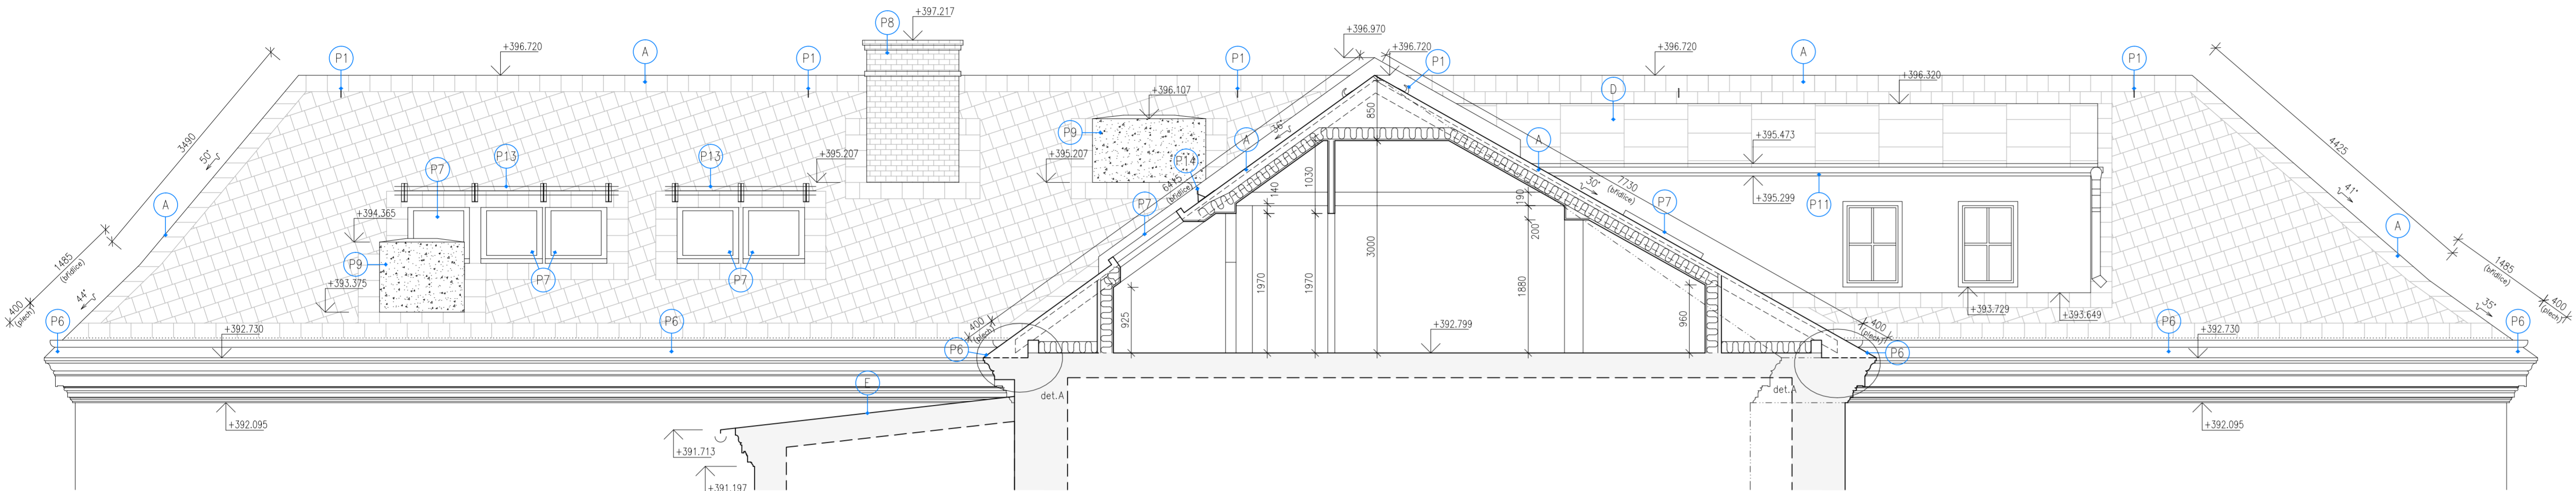 +397.217
P8
+396.970
+396.720
A
+396.720
+396.720
A
P1
P1
P1
P1
P1
+396.320
D
+396.107
850
3490
50°
P9
36°
A
A
+395.473
4425
P13
P13
+395.207
+395.207
P14
6415
(břidlice)
140
1030
190
30°
7730
(břidlice)
+395.299
P11
41°
P7
P7
P7
A
+394.365
200
A
1485
(břidlice)
3000
1485
(břidlice)
P9
P7
P7
1970
1970
1880
44°
+393.375
400
(plech)
+393.729
+393.649
35°
400
(plech)
P6
+392.730
P6
400
(plech)
925
+392.799
960
400
(plech)
+392.730
P6
P6
P6
P6
E
det.A
det.A
+392.095
+392.095
+391.713
+391.197